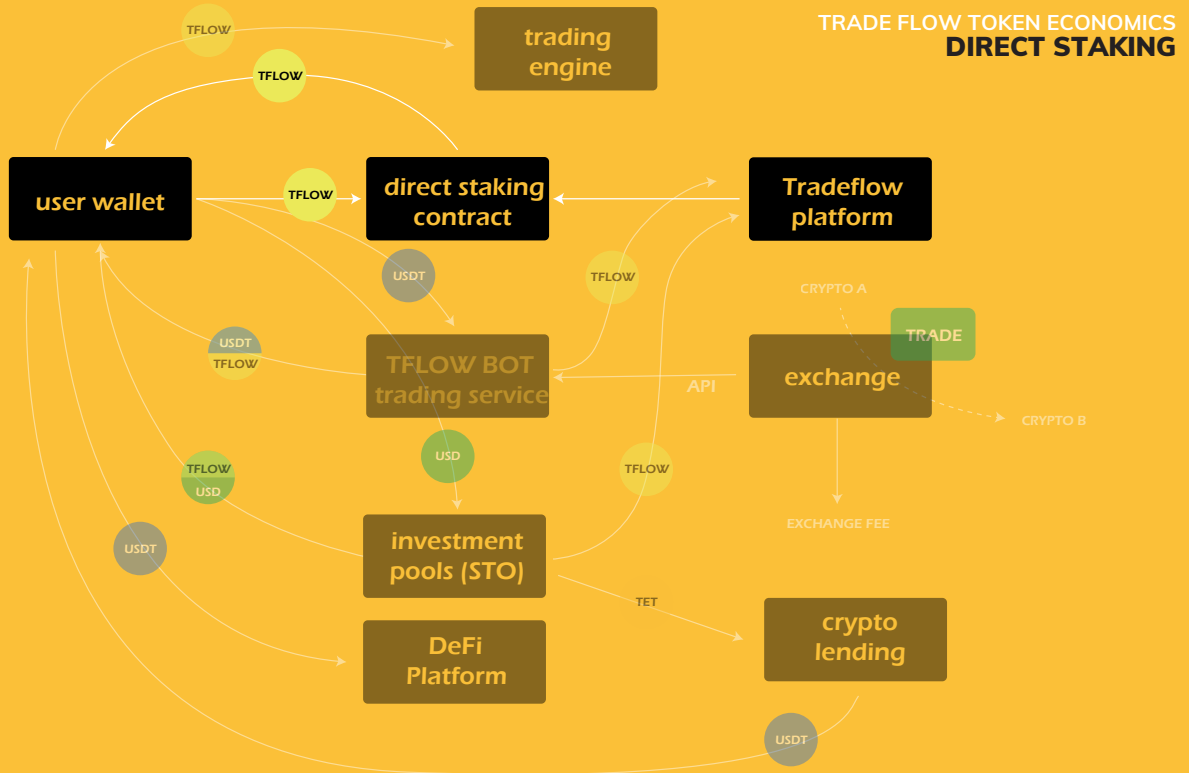 TRADE FLOW TOKEN ECONOMICS
DIRECT STAKING
TFLOW
trading
engine
TFLOW
user wallet
TFLOW
direct staking
contract
Tradeflow
platform
USDT
TFLOW
CRYPTO A
TRADE
USDT
TFLOW
TFLOW BOT
trading service
API
exchange
CRYPTO B
USD
TFLOW
TFLOW
USD
EXCHANGE FEE
investment
pools (STO)
USDT
TET
crypto
lending
DeFi
Platform
USDT